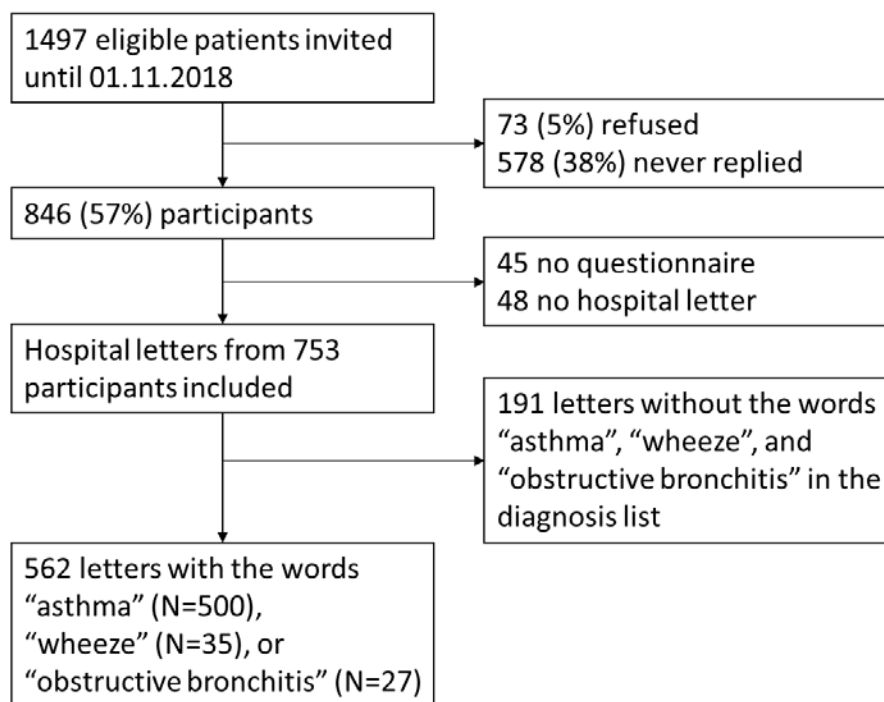 1497 eligible patients invited
until 01.11.2018
73 (5%) refused
578 (38%) never replied
846 (57%) participants
45 no questionnaire
48 no hospital letter
Hospital letters from 753
participants included
191 letters without the words
“asthma”, “wheeze”, and
“obstructive bronchitis” in the
diagnosis list
562 letters with the words
“asthma” (N=500),
“wheeze” (N=35), or
“obstructive bronchitis” (N=27)